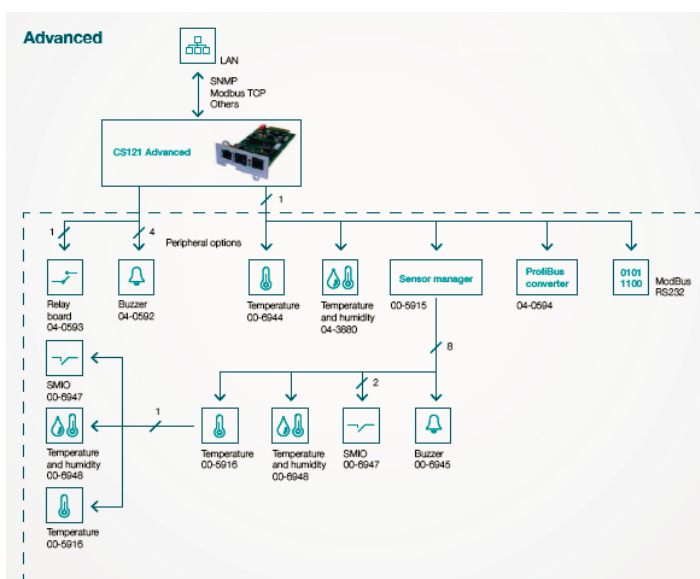 Advanced
LAN
SNMP
Modbus TCP
Others
CS121 Advanced
1
1
4
Peripheral options
Relay
board
04-0593
Buzzer
04-0592
Temperature
00-6944
Temperature
and humidity
04-3880
Sensor manager
00-5915
ProfiBus
converter
04-0594
0101
1100
ModBus
RS232
8
2
1
SMIO
00-6947
Temperature
and humidity
00-6948
Temperature
00-5916
Temperature
00-5916
Temperature
and humidity
00-6948
SMIO
00-6947
Buzzer
00-6945